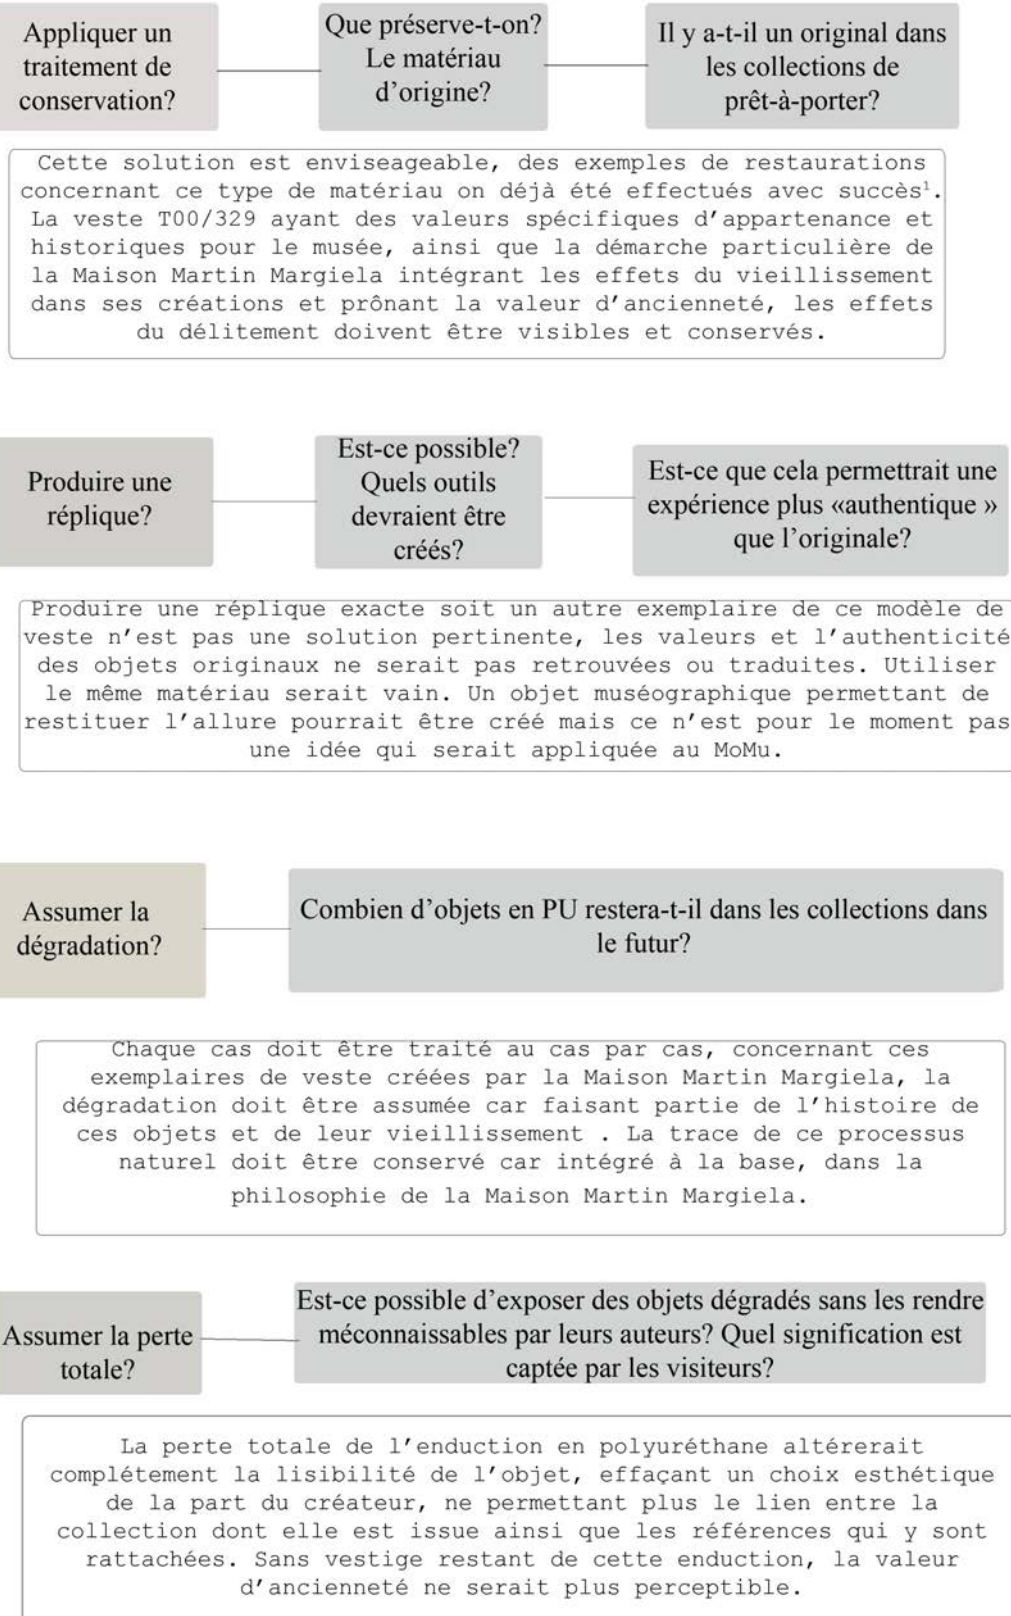 Appliquer un
traitement de
conservation?
Que préserve-t-on?
Le matériau
d'origine?
Il y a-t-il un original dans
les collections de
prêt-à-porter?
Cette solution est enviseageable, des exemples de restaurations
concernant ce type de matériau on déjà été effectués avec succès¹.
La veste T00/329 ayant des valeurs spécifiques d'appartenance et
historiques pour le musée, ainsi que la démarche particulière de
la Maison Martin Margiela intégrant les effets du vieillissement
dans ses créations et prônant la valeur d'ancienneté, les effets
du délitement doivent être visibles et conservés.
Produire une
réplique?
Est-ce possible?
Quels outils
devraient être
créés?
Est-ce que cela permettrait une
expérience plus «authentique »
que l'originale?
Produire une réplique exacte soit un autre exemplaire de ce modèle de
veste n'est pas une solution pertinente, les valeurs et l'authenticité
des objets originaux ne serait pas retrouvées ou traduites. Utiliser
le même matériau serait vain. Un objet muséographique permettant de
restituer l'allure pourrait être créé mais ce n'est pour le moment pas
une idée qui serait appliquée au MoMu.
Assumer la
dégradation?
Combien d'objets en PU restera-t-il dans les collections dans
le futur?
Chaque cas doit être traité au cas par cas, concernant ces
exemplaires de veste créées par la Maison Martin Margiela, la
dégradation doit être assumée car faisant partie de l'histoire de
ces objets et de leur vieillissement . La trace de ce processus
naturel doit être conservé car intégré à la base, dans la
philosophie de la Maison Martin Margiela.
Assumer la perte
totale?
Est-ce possible d'exposer des objets dégradés sans les rendre
méconnaissables par leurs auteurs? Quel signification est
captée par les visiteurs?
La perte totale de l'enduction en polyuréthane altérerait
complétement la lisibilité de l'objet, effaçant un choix esthétique
de la part du créateur, ne permettant plus le lien entre la
collection dont elle est issue ainsi que les références qui y sont
rattachées. Sans vestige restant de cette enduction, la valeur
d'ancienneté ne serait plus perceptible.